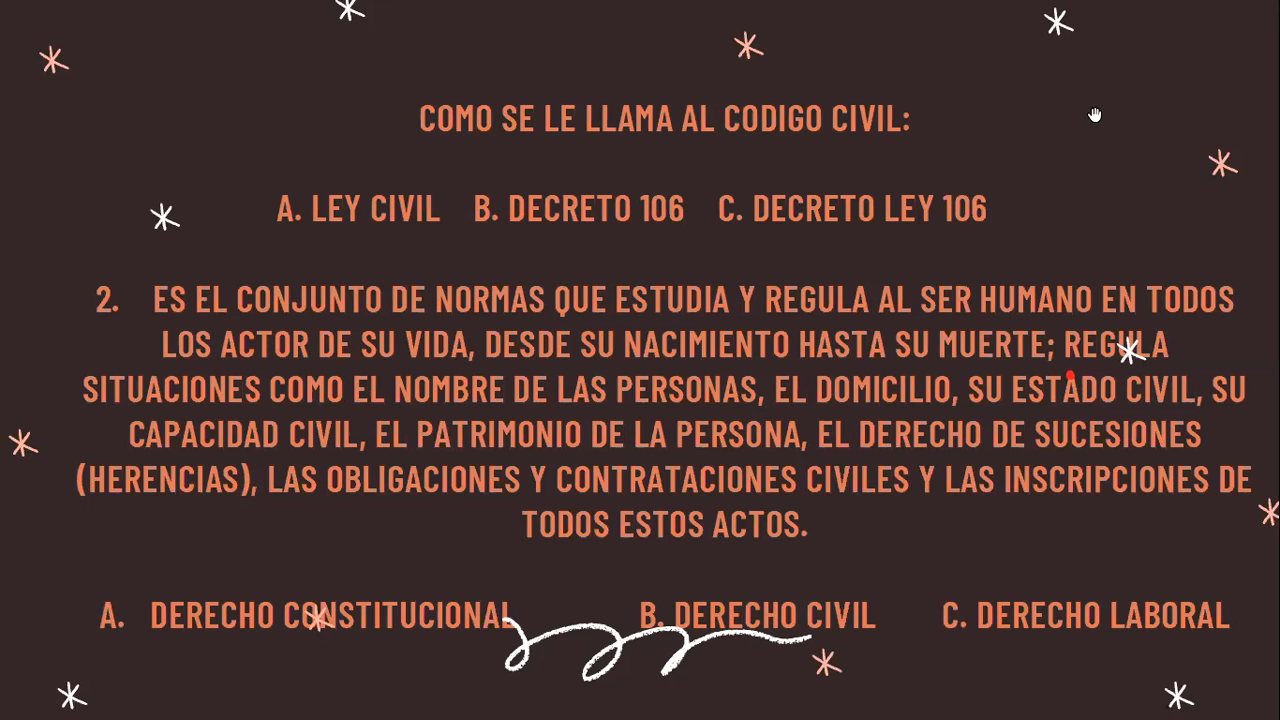 COMO SE LE LLAMA AL CODIGO CIVIL:
A. LEY CIVIL B. DECRETO 106 C. DECRETO LEY 106
2. ES EL CONJUNTO DE NORMAS QUE ESTUDIA Y REGULA AL SER HUMANO EN TODOS
LOS ACTOR DE SU VIDA, DESDE SU NACIMIENTO HASTA SU MUERTE; REGULA
SITUACIONES COMO EL NOMBRE DE LAS PERSONAS, EL DOMICILIO, SU ESTADO CIVIL, SU
CAPACIDAD CIVIL, EL PATRIMONIO DE LA PERSONA, EL DERECHO DE SUCESIONES
(HERENCIAS), LAS OBLIGACIONES Y CONTRATACIONES CIVILES Y LAS INSCRIPCIONES DE
TODOS ESTOS ACTOS.
A. DERECHO CONSTITUCIONAL B. DERECHO CIVIL C. DERECHO LABORAL